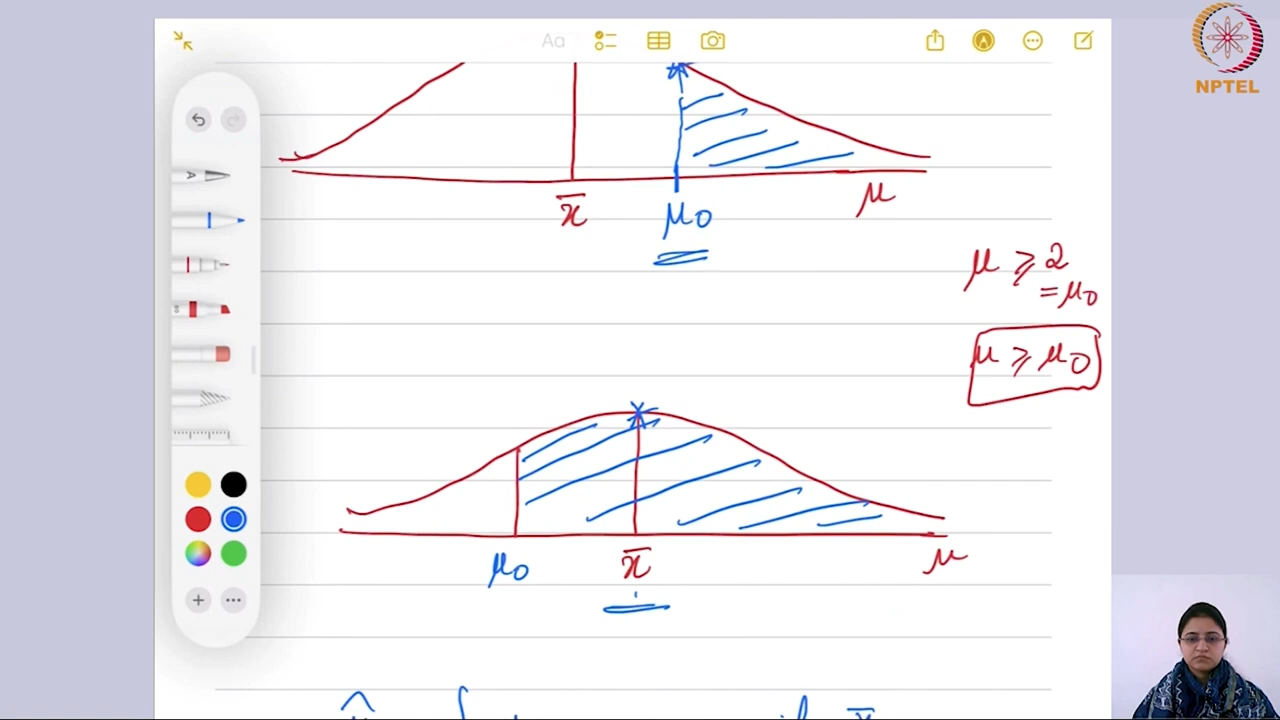 Aa
NPTEL
x̄
μ0
μ
μ ≥ 2
= μ0
μ ≥ μ0
μ0
x̄
μ